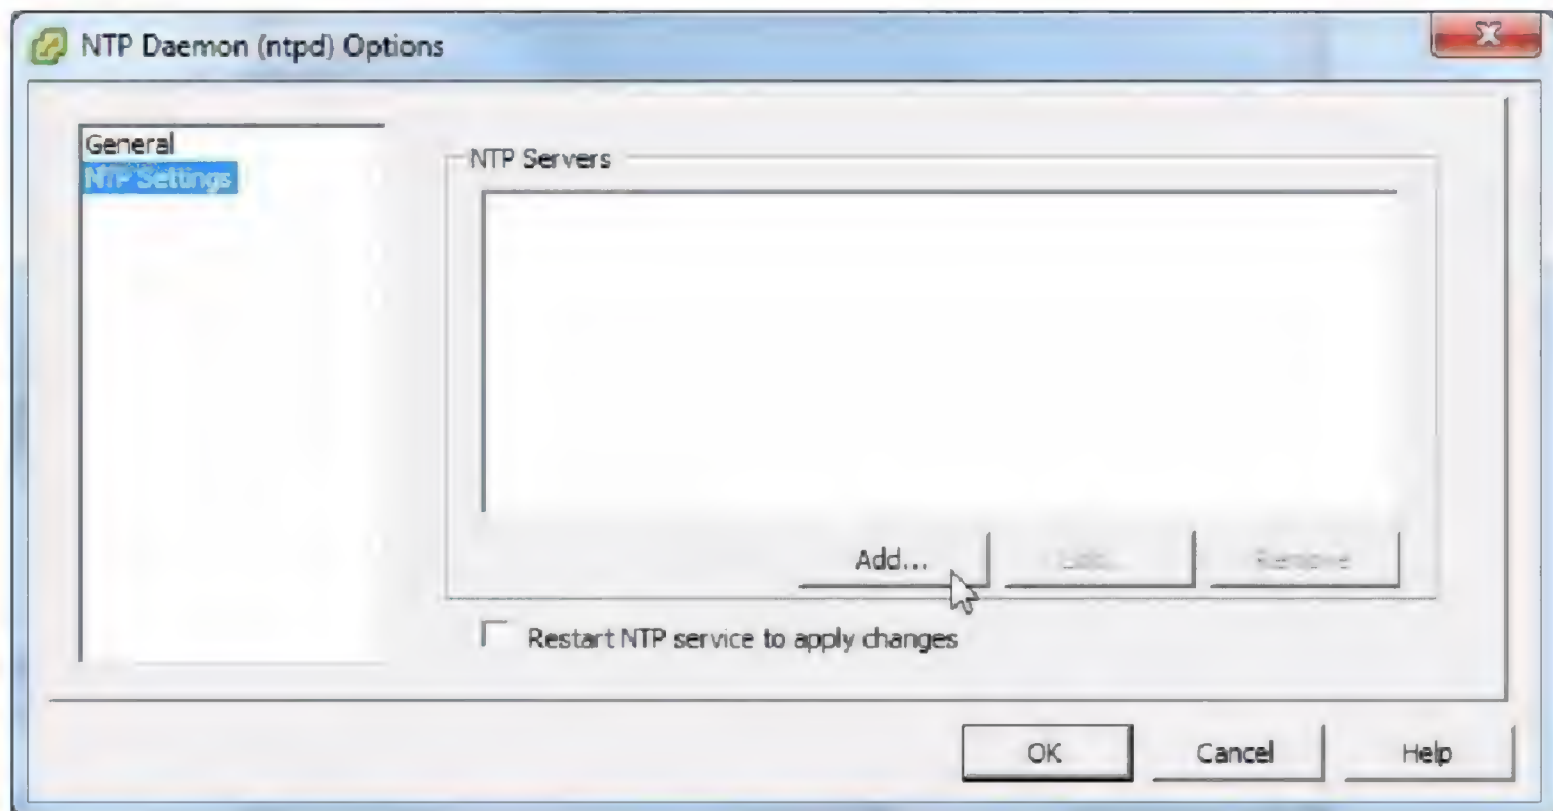 NTP Daemon (ntpd) Options
General
NTP Settings
NTP Servers
Add...
Remove
Restart NTP service to apply changes
OK
Cancel
Help